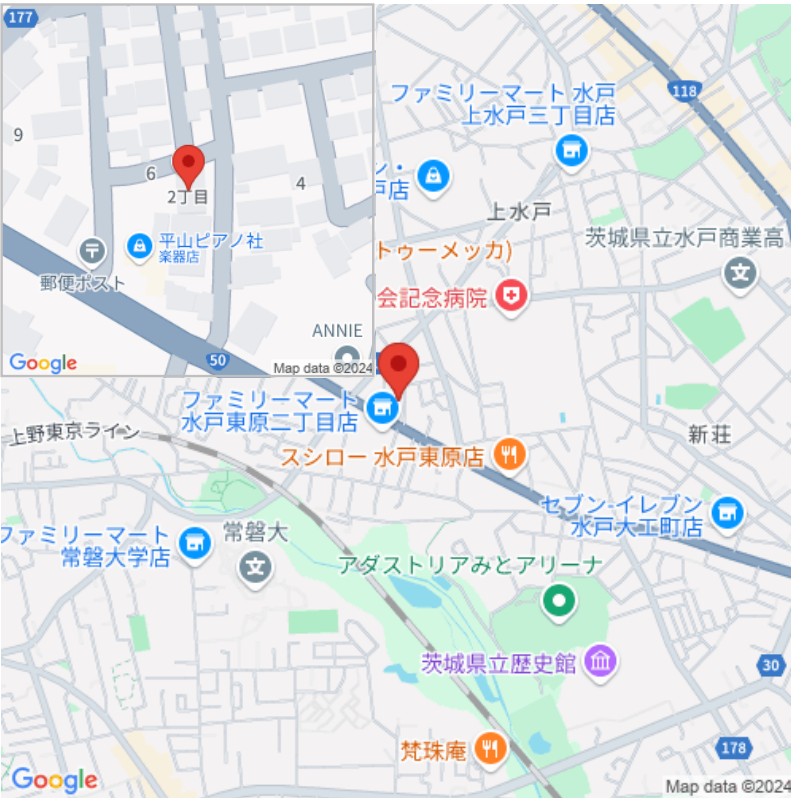 177
9
6
2丁目
4
平山ピアノ社
楽器店
郵便ポスト
ANNIE
50
Google
Map data ©2024
118
ファミリーマート 水戸
上水戸三丁目店
ン・
戸店
上水戸
トゥーメッカ)
茨城県立水戸商業高
会記念病院
ファミリーマート
水戸東原二丁目店
上野東京ライン
新荘
スシロー 水戸東原店
セブン-イレブン
水戸大工町店
ファミリーマート
常磐大学店
常磐大
アダストリアみとアリーナ
茨城県立歴史館
30
178
梵珠庵
Google
Map data ©2024